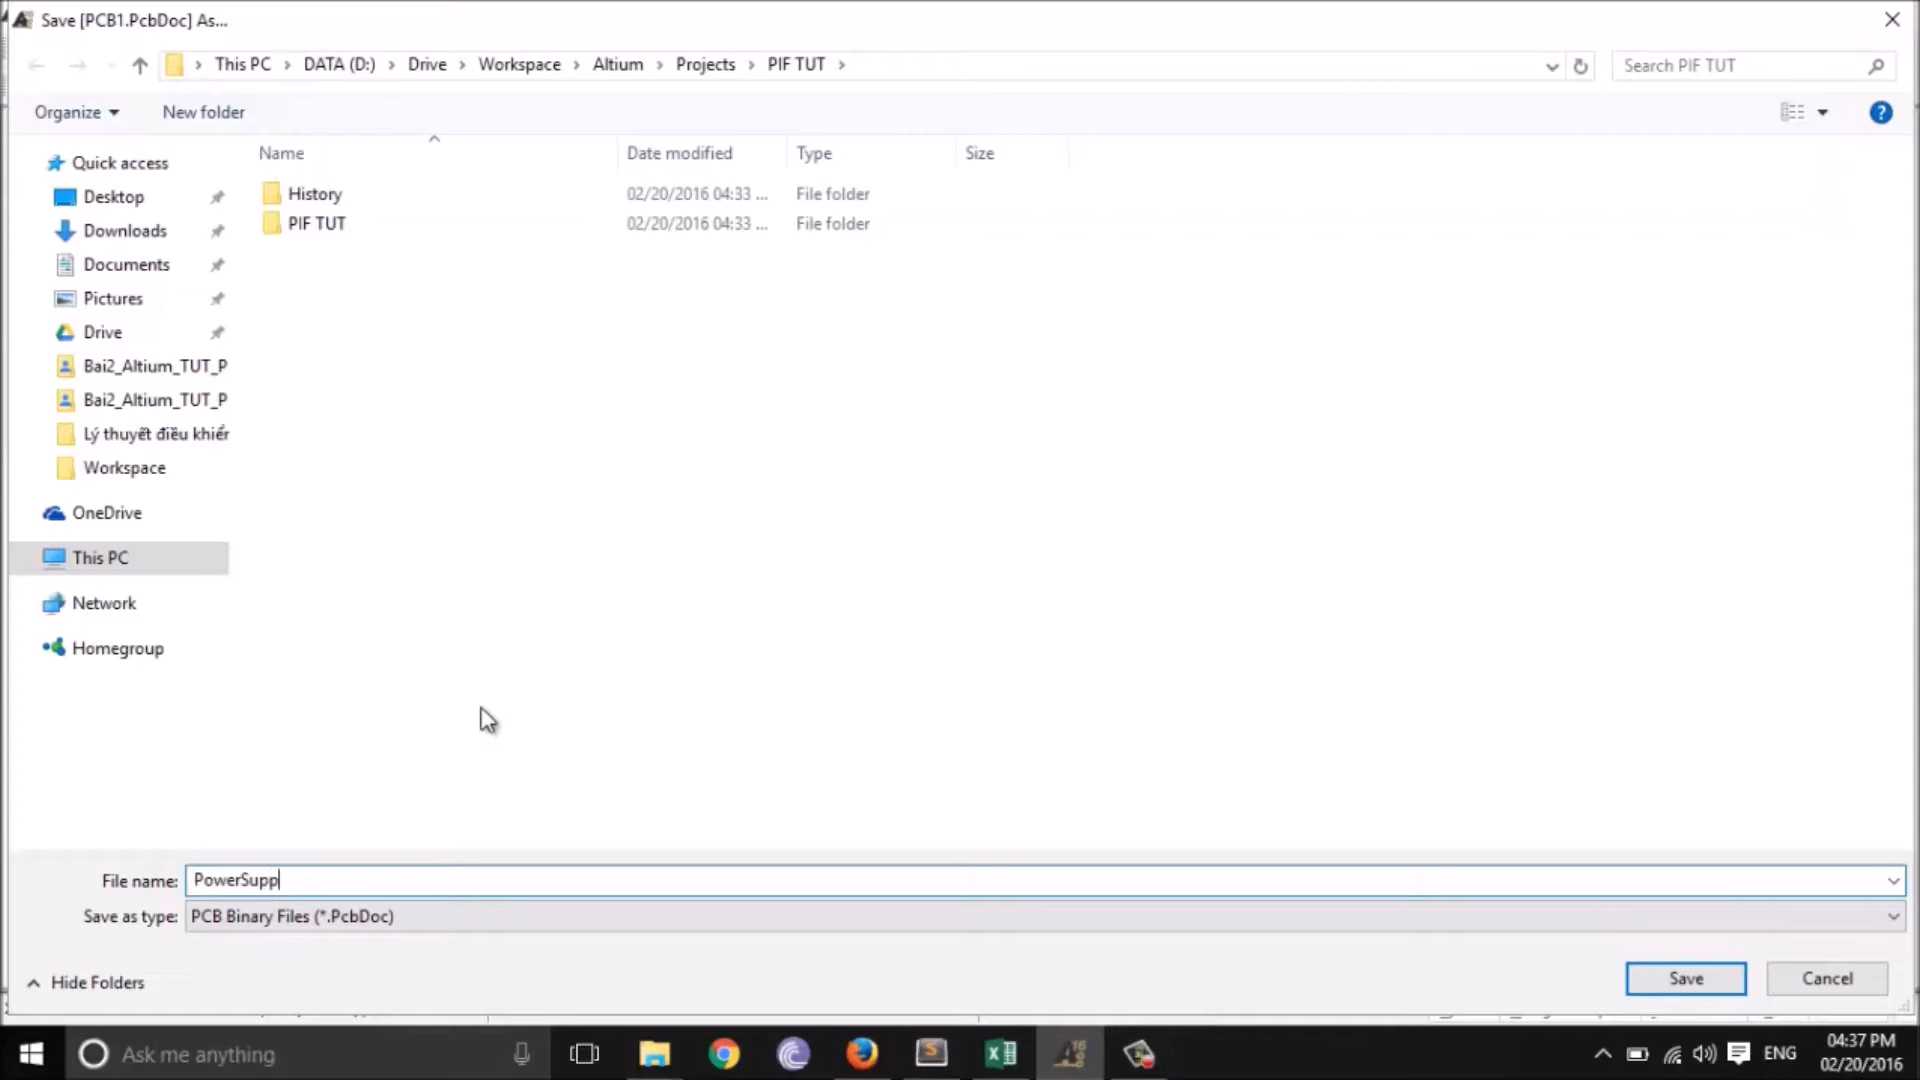 Save [PCB1.PcbDoc] As...
This PC > DATA (D:) > Drive > Workspace > Altium > Projects > PIF TUT >
Search PIF TUT
Organize
New folder
?
Name
Date modified
Type
Size
Quick access
Desktop
Downloads
Documents
Pictures
Drive
Bai2_Altium_TUT_P
Bai2_Altium_TUT_P
Lý thuyết điều khiển
Workspace
OneDrive
This PC
Network
Homegroup
History 02/20/2016 04:33 ... File folder
PIF TUT 02/20/2016 04:33 ... File folder
File name: PowerSupp
Save as type: PCB Binary Files (*.PcbDoc)
Hide Folders
Save
Cancel
Ask me anything
ENG
04:37 PM
02/20/2016